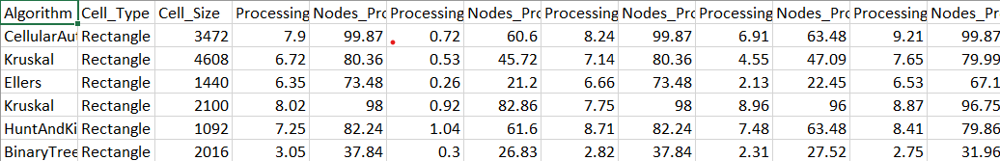 Algorithm Cell_Type Cell_Size Processing Nodes_Pro Processing Nodes_Pro Processing Nodes_Pro Processing Nodes_Pro Processing Nodes_Pro
CellularAut Rectangle 3472 7.9 99.87 0.72 60.6 8.24 99.87 6.91 63.48 9.21 99.87
Kruskal Rectangle 4608 6.72 80.36 0.53 45.72 7.14 80.36 4.55 47.09 7.65 79.99
Ellers Rectangle 1440 6.35 73.48 0.26 21.2 6.66 73.48 2.13 22.45 6.53 67.1
Kruskal Rectangle 2100 8.02 98 0.92 82.86 7.75 98 8.96 96 8.87 96.75
HuntAndKi Rectangle 1092 7.25 82.24 1.04 61.6 8.71 82.24 7.48 63.48 8.41 79.86
BinaryTree Rectangle 2016 3.05 37.84 0.3 26.83 2.82 37.84 2.31 27.52 2.75 31.96